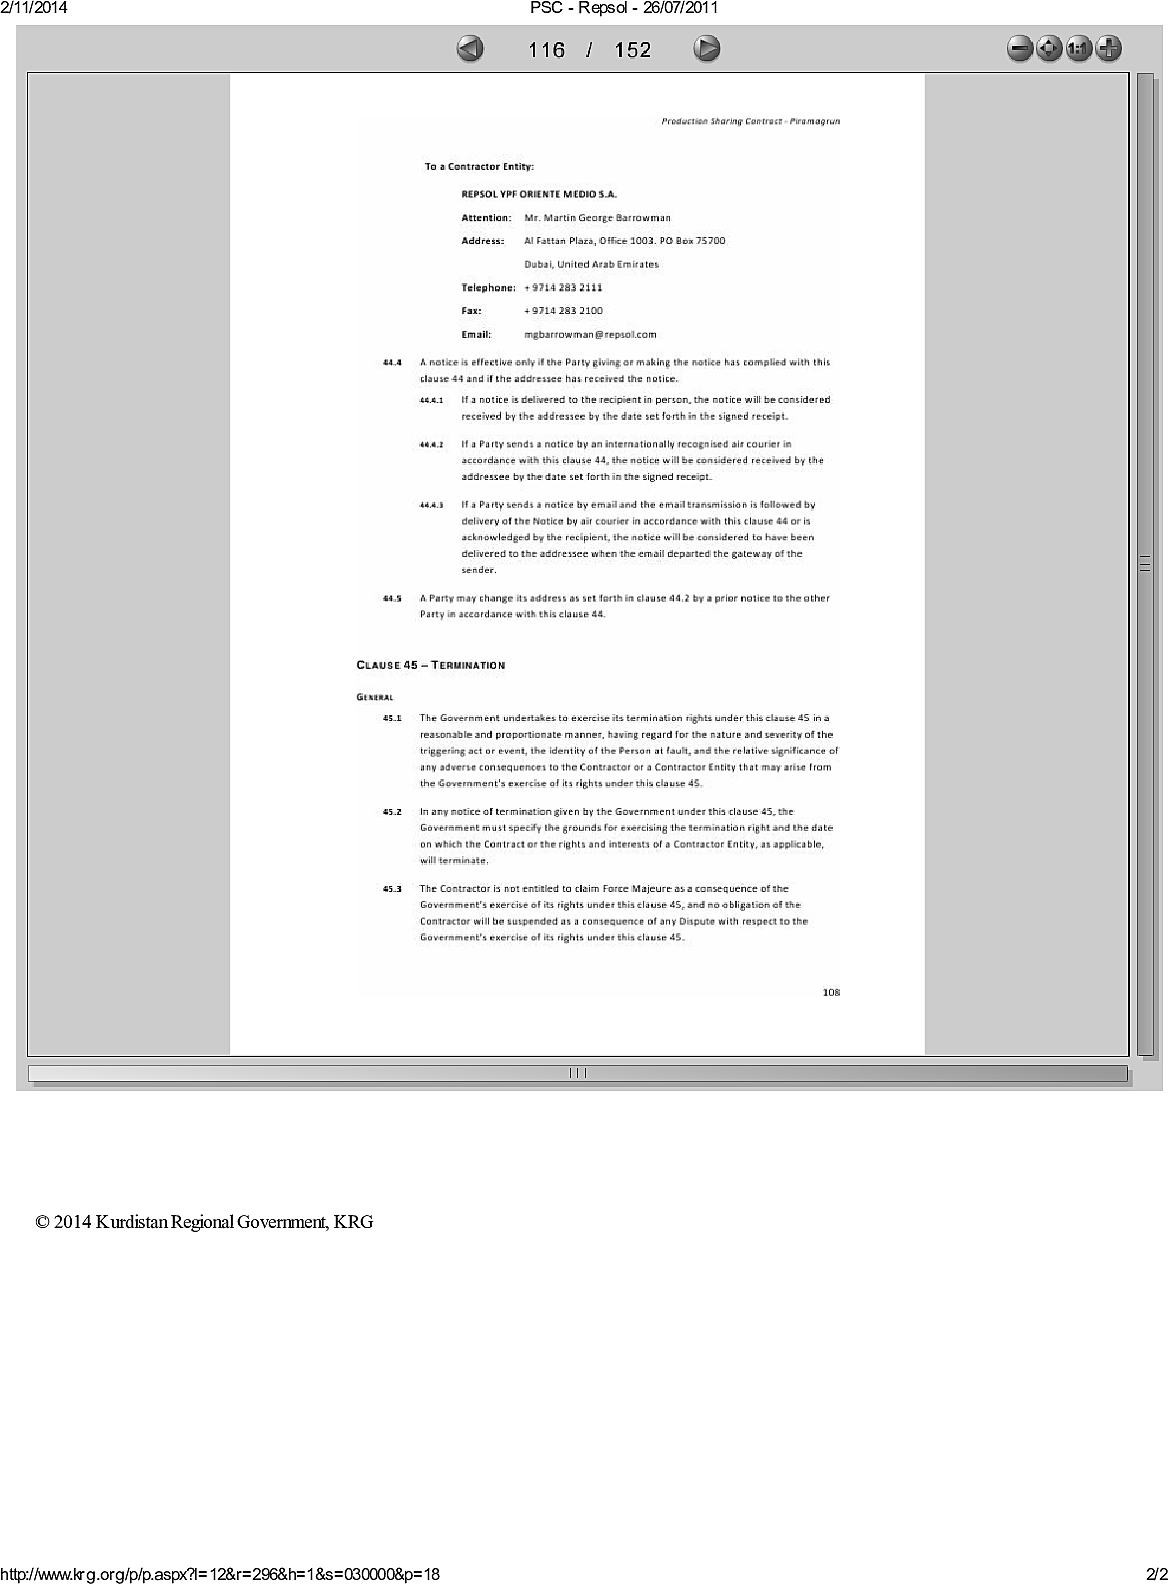 2/11/2014 PSC - Repsol - 26/07/2011
116 / 152
1:1
Production Sharing Contract - Piramagrun
To a Contractor Entity:
REPSOL YPF ORIENTE MEDIO S.A.
Attention: Mr. Martin George Barrowman
Address: Al Fattan Plaza, Office 1003. PO Box 75700
Dubai, United Arab Emirates
Telephone: + 9714 283 2111
Fax: + 9714 283 2100
Email: mgbarrowman@repsol.com
44.4 A notice is effective only if the Party giving or making the notice has complied with this
clause 44 and if the addressee has received the notice.
44.4.1 If a notice is delivered to the recipient in person, the notice will be considered
received by the addressee by the date set forth in the signed receipt.
44.4.2 If a Party sends a notice by an internationally recognised air courier in
accordance with this clause 44, the notice will be considered received by the
addressee by the date set forth in the signed receipt.
44.4.3 If a Party sends a notice by email and the email transmission is followed by
delivery of the Notice by air courier in accordance with this clause 44 or is
acknowledged by the recipient, the notice will be considered to have been
delivered to the addressee when the email departed the gateway of the
sender.
44.5 A Party may change its address as set forth in clause 44.2 by a prior notice to the other
Party in accordance with this clause 44.
CLAUSE 45 – TERMINATION
GENERAL
45.1 The Government undertakes to exercise its termination rights under this clause 45 in a
reasonable and proportionate manner, having regard for the nature and severity of the
triggering act or event, the identity of the Person at fault, and the relative significance of
any adverse consequences to the Contractor or a Contractor Entity that may arise from
the Government's exercise of its rights under this clause 45.
45.2 In any notice of termination given by the Government under this clause 45, the
Government must specify the grounds for exercising the termination right and the date
on which the Contract or the rights and interests of a Contractor Entity, as applicable,
will terminate.
45.3 The Contractor is not entitled to claim Force Majeure as a consequence of the
Government's exercise of its rights under this clause 45, and no obligation of the
Contractor will be suspended as a consequence of any Dispute with respect to the
Government's exercise of its rights under this clause 45.
108
© 2014 Kurdistan Regional Government, KRG
http://www.krg.org/p/p.aspx?l=12&r=296&h=1&s=030000&p=18 2/2